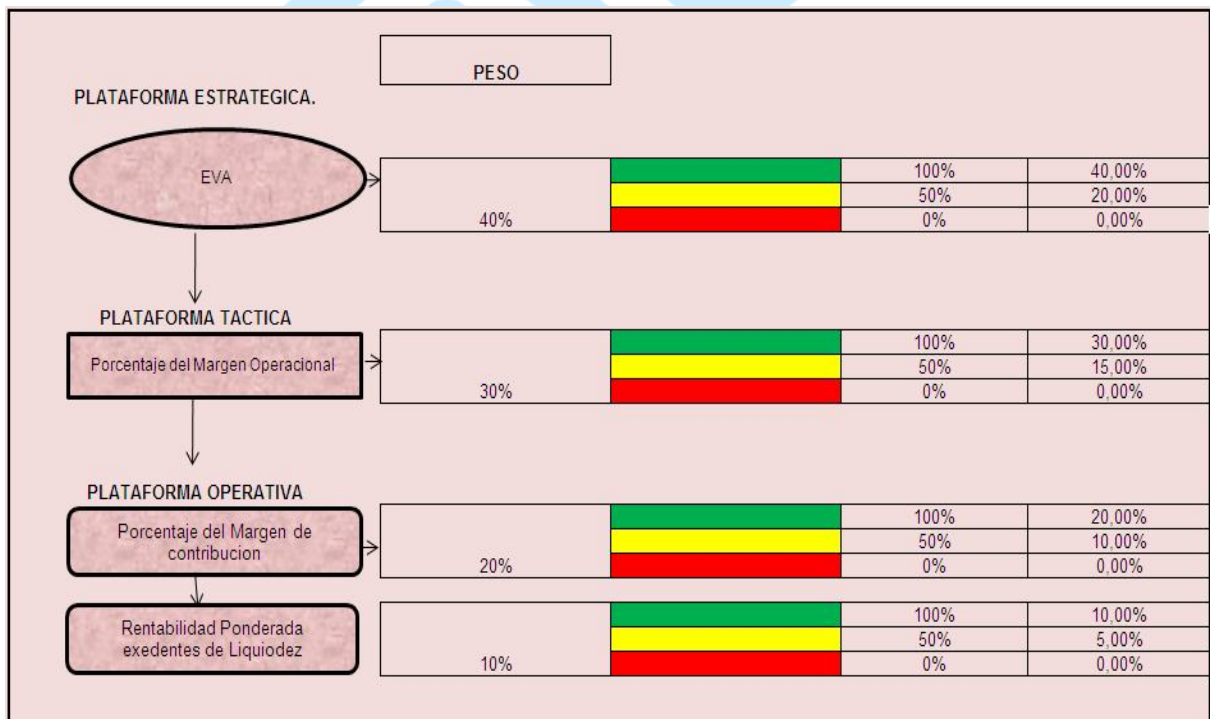 PESO
PLATAFORMA ESTRATEGICA.
EVA
100% 40,00%
50% 20,00%
40% 0% 0,00%
PLATAFORMA TACTICA
Porcentaje del Margen Operacional
100% 30,00%
50% 15,00%
30% 0% 0,00%
PLATAFORMA OPERATIVA
Porcentaje del Margen de
contribucion
100% 20,00%
50% 10,00%
20% 0% 0,00%
Rentabilidad Ponderada
exedentes de Liquiodez
100% 10,00%
50% 5,00%
10% 0% 0,00%